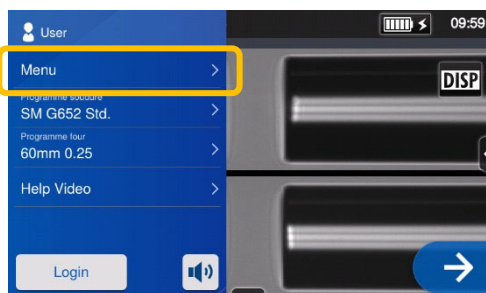 User
09:59
Menu
DISP
Programme soudure
SM G652 Std.
Programme four
60mm 0.25
Help Video
Login